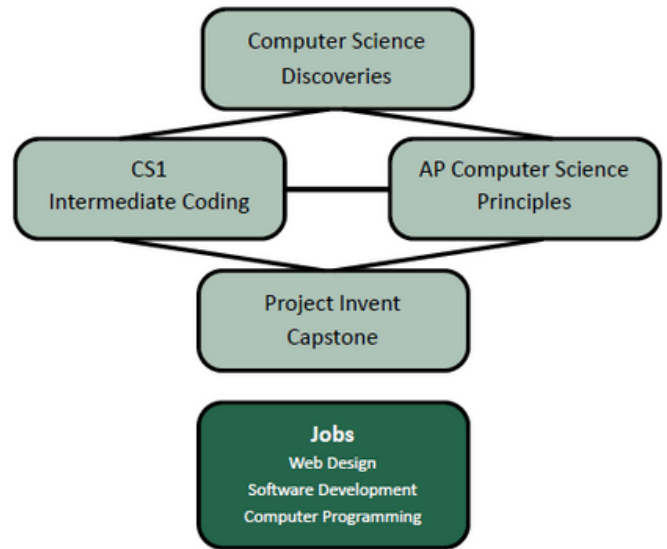 Computer Science
Discoveries
CS1
Intermediate Coding
AP Computer Science
Principles
Project Invent
Capstone
Jobs
Web Design
Software Development
Computer Programming